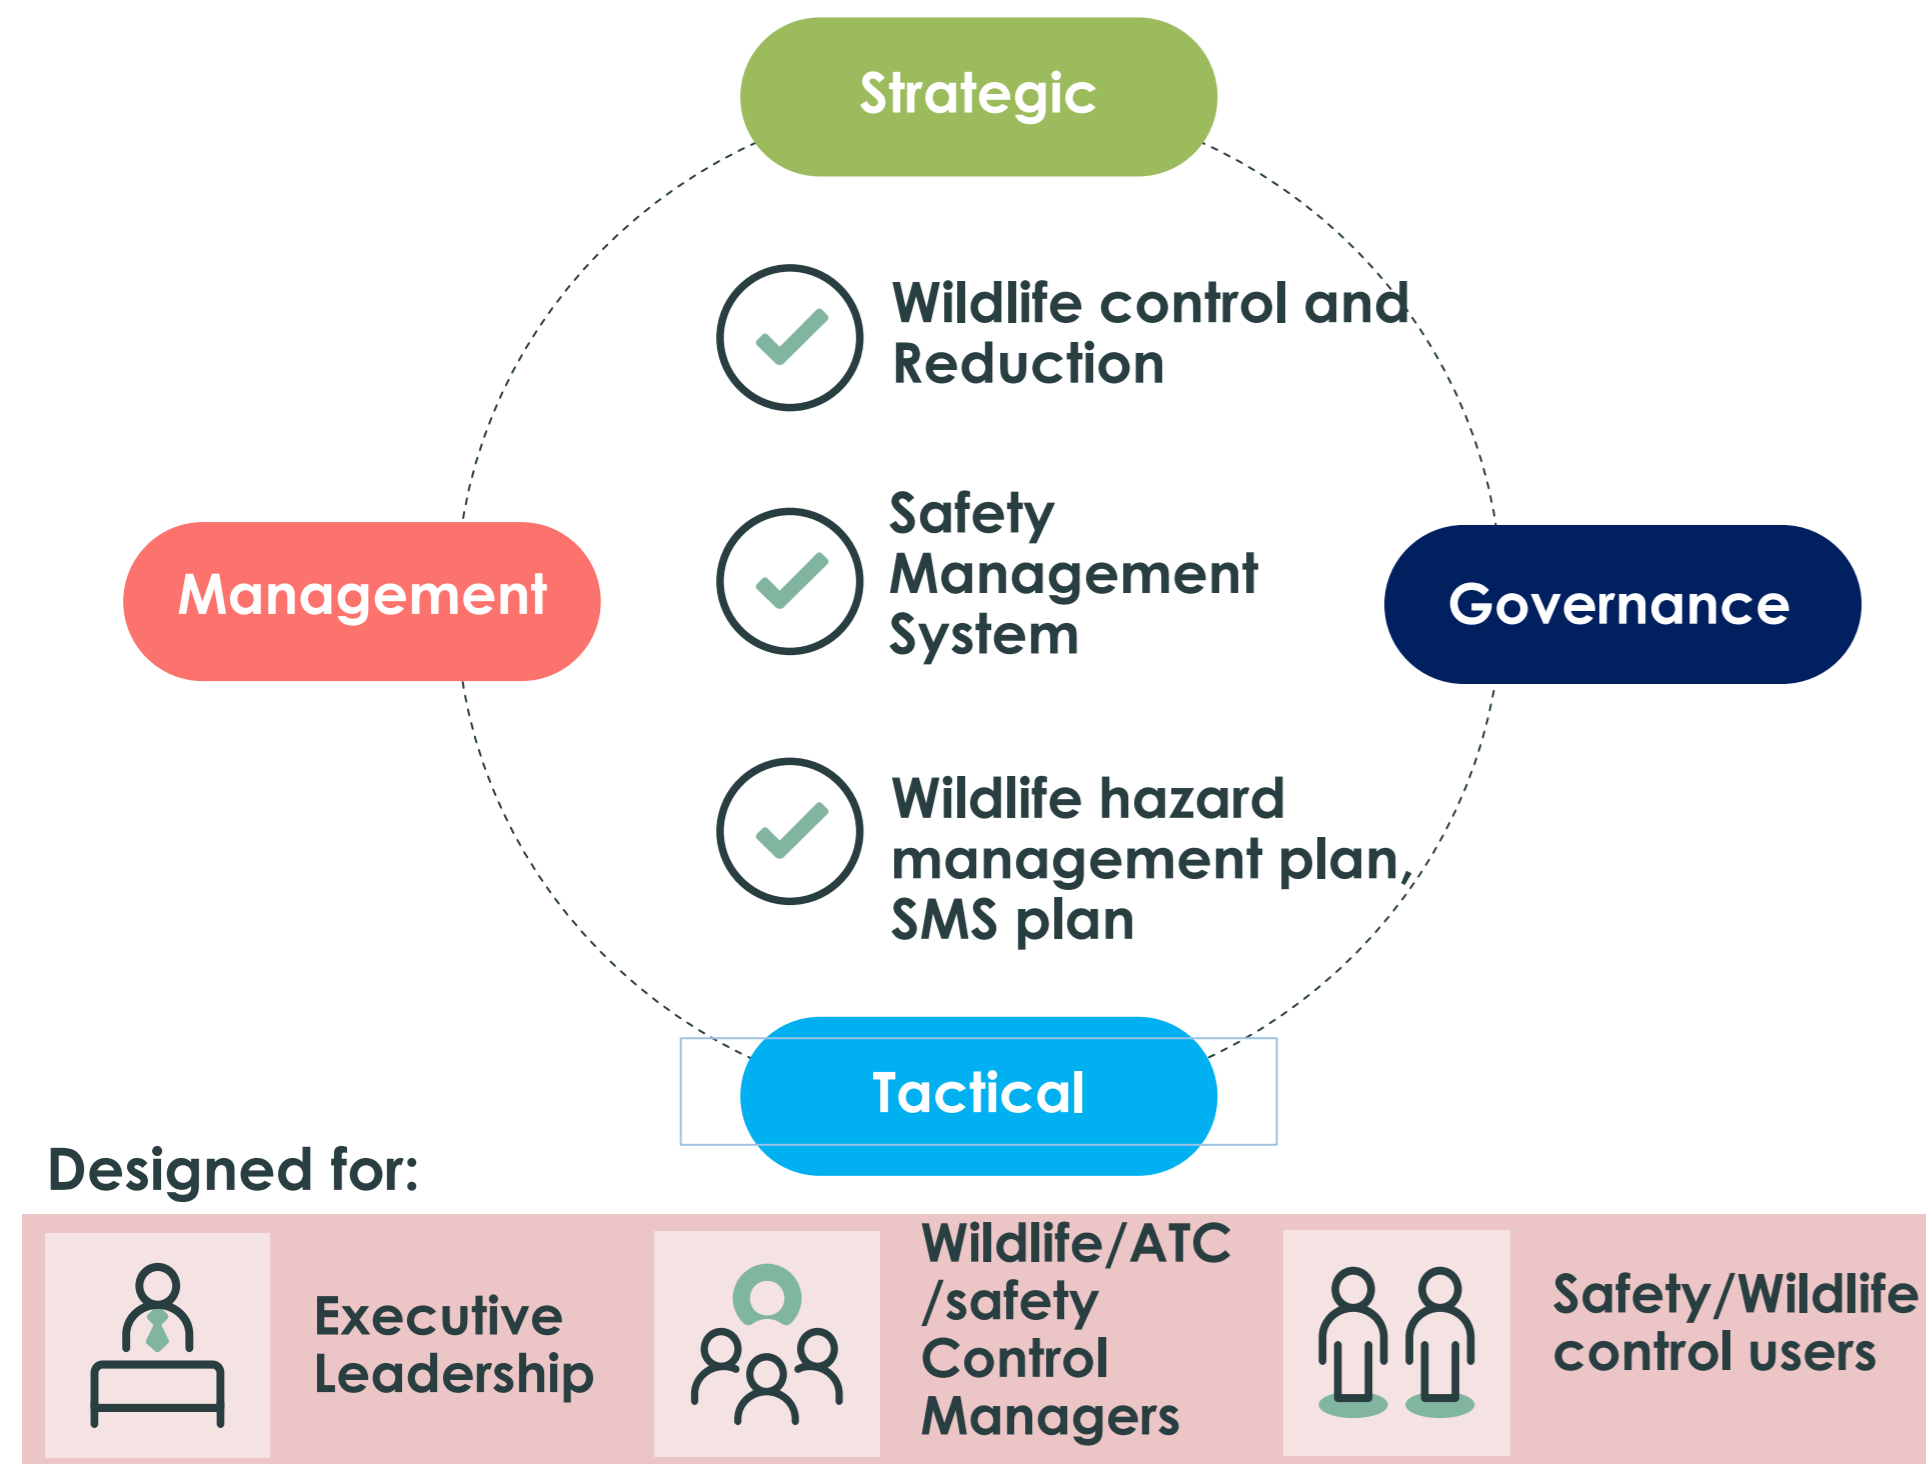 Strategic
Wildlife control and
Reduction
Management
Safety
Management
System
Governance
Wildlife hazard
management plan,
SMS plan
Tactical
Designed for:
Executive
Leadership
Wildlife/ATC
/safety
Control
Managers
Safety/Wildlife
control users